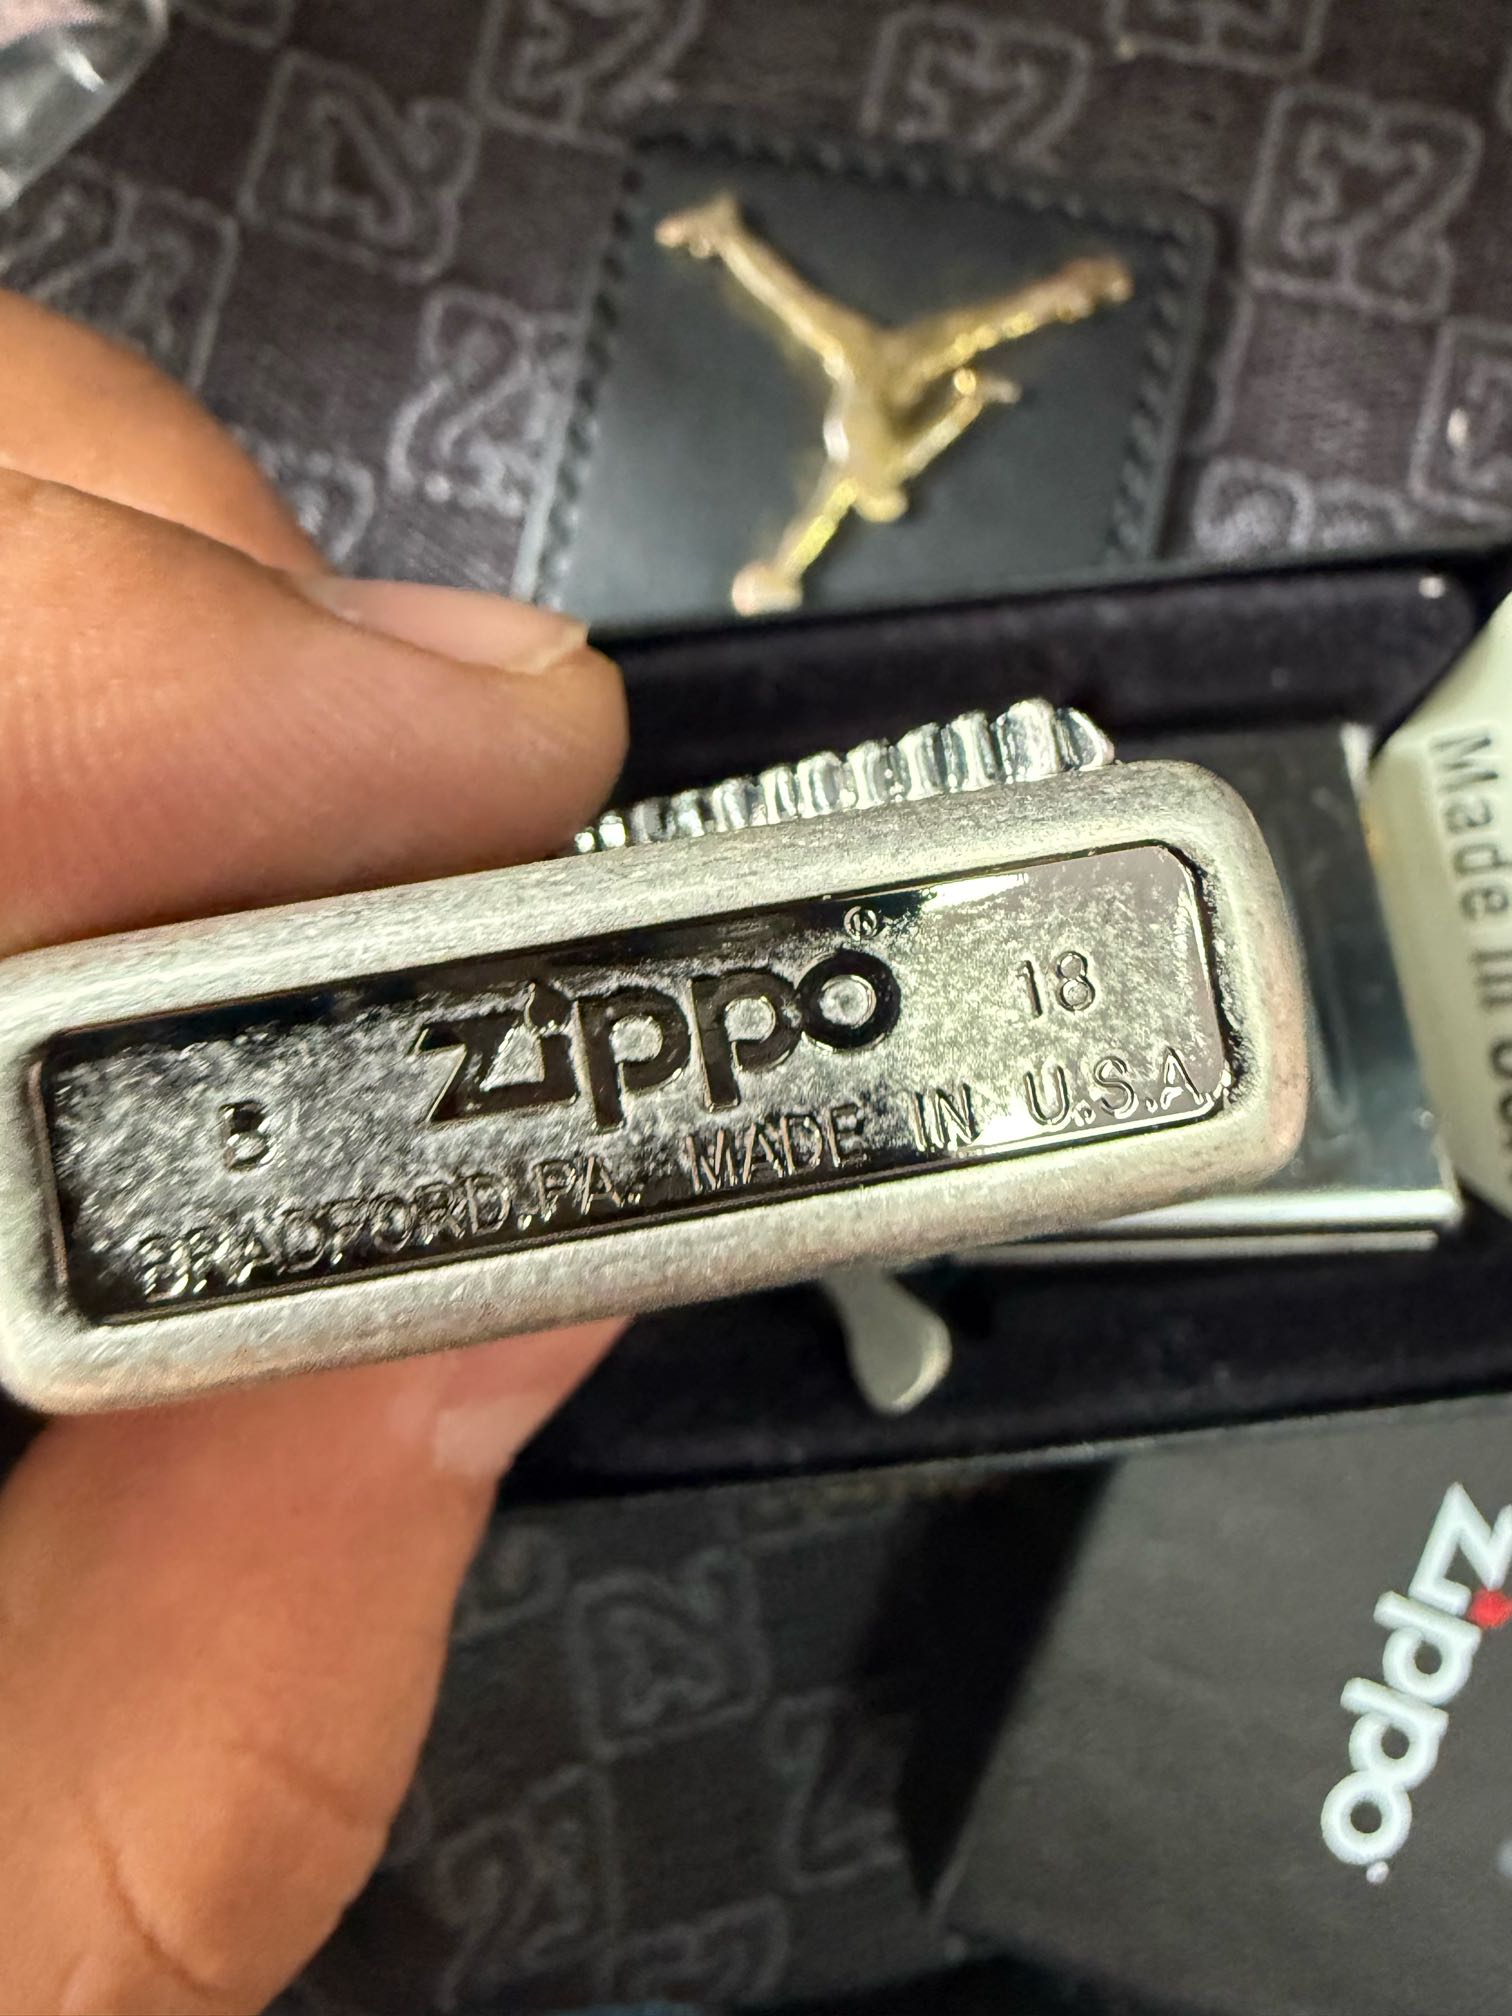 zippo ®
B 18
BRADFORD.PA. MADE IN U.S.A
Made in
zippo